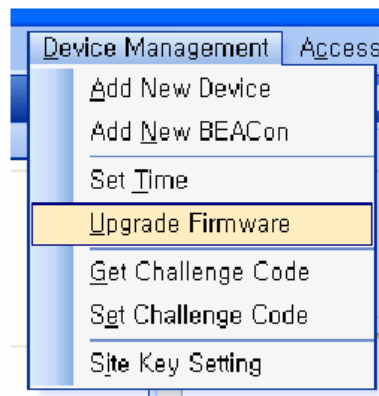 Device Management Access
Add New Device
Add New BEACon
Set Time
Upgrade Firmware
Get Challenge Code
Set Challenge Code
Site Key Setting